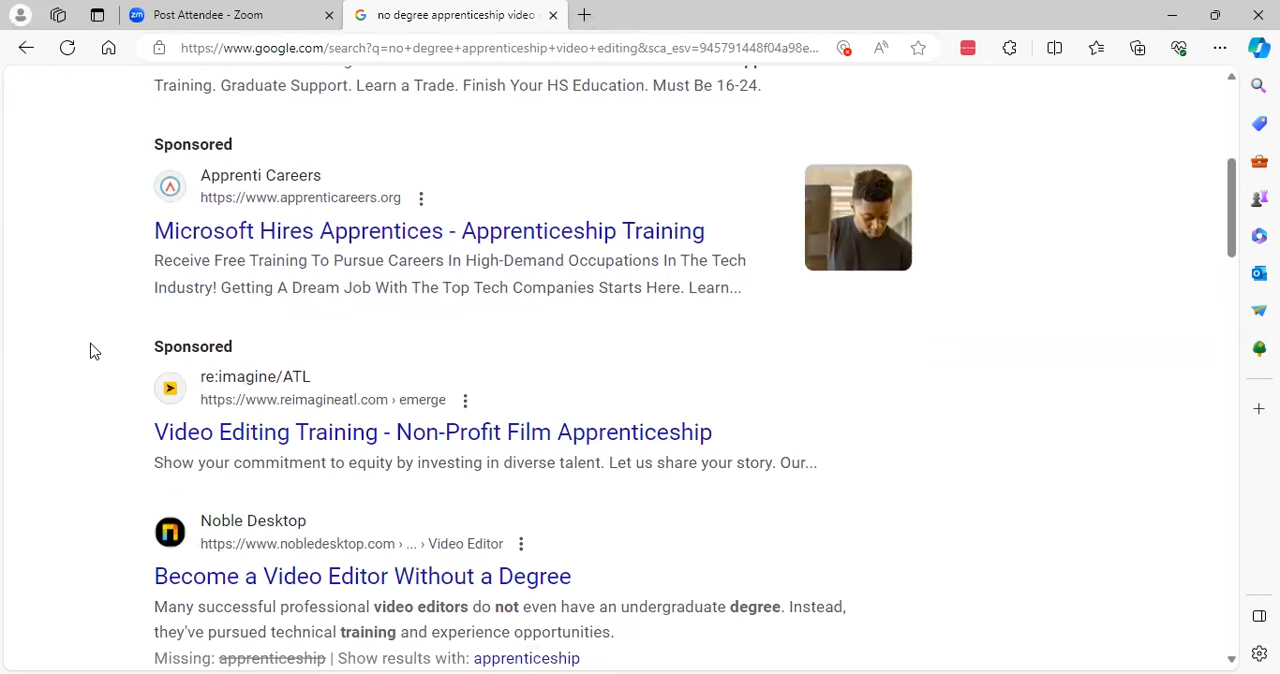 Post Attendee - Zoom
no degree apprenticeship video
https://www.google.com/search?q=no+degree+apprenticeship+video+editing&sca_esv=945791448f04a98e...
Training. Graduate Support. Learn a Trade. Finish Your HS Education. Must Be 16-24.
Sponsored
Apprenti Careers
https://www.apprenticareers.org
Microsoft Hires Apprentices - Apprenticeship Training
Receive Free Training To Pursue Careers In High-Demand Occupations In The Tech
Industry! Getting A Dream Job With The Top Tech Companies Starts Here. Learn...
Sponsored
re:imagine/ATL
https://www.reimagineatl.com › emerge
Video Editing Training - Non-Profit Film Apprenticeship
Show your commitment to equity by investing in diverse talent. Let us share your story. Our...
Noble Desktop
https://www.nobledesktop.com › ... › Video Editor
Become a Video Editor Without a Degree
Many successful professional video editors do not even have an undergraduate degree. Instead,
they've pursued technical training and experience opportunities.
Missing: apprenticeship | Show results with: apprenticeship